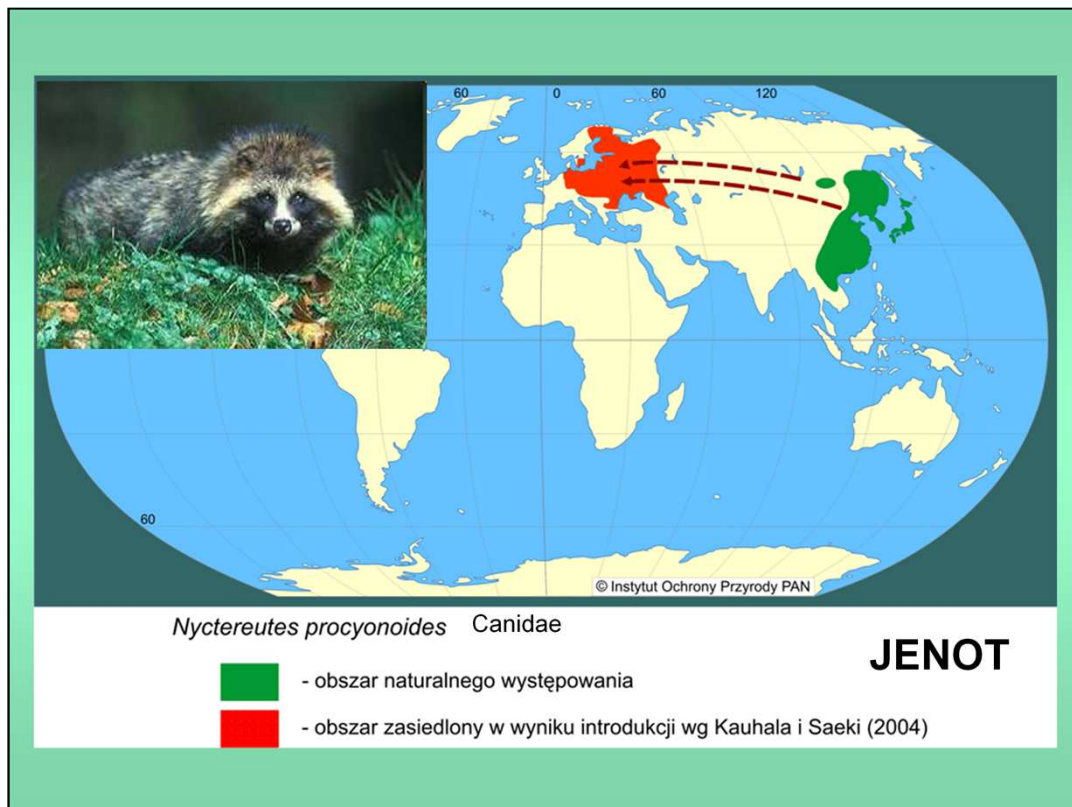 60 0 60 120
60
© Instytut Ochrony Przyrody PAN
Nyctereutes procyonoides Canidae
JENOT
- obszar naturalnego występowania
- obszar zasiedlony w wyniku introdukcji wg Kauhala i Saeki (2004)